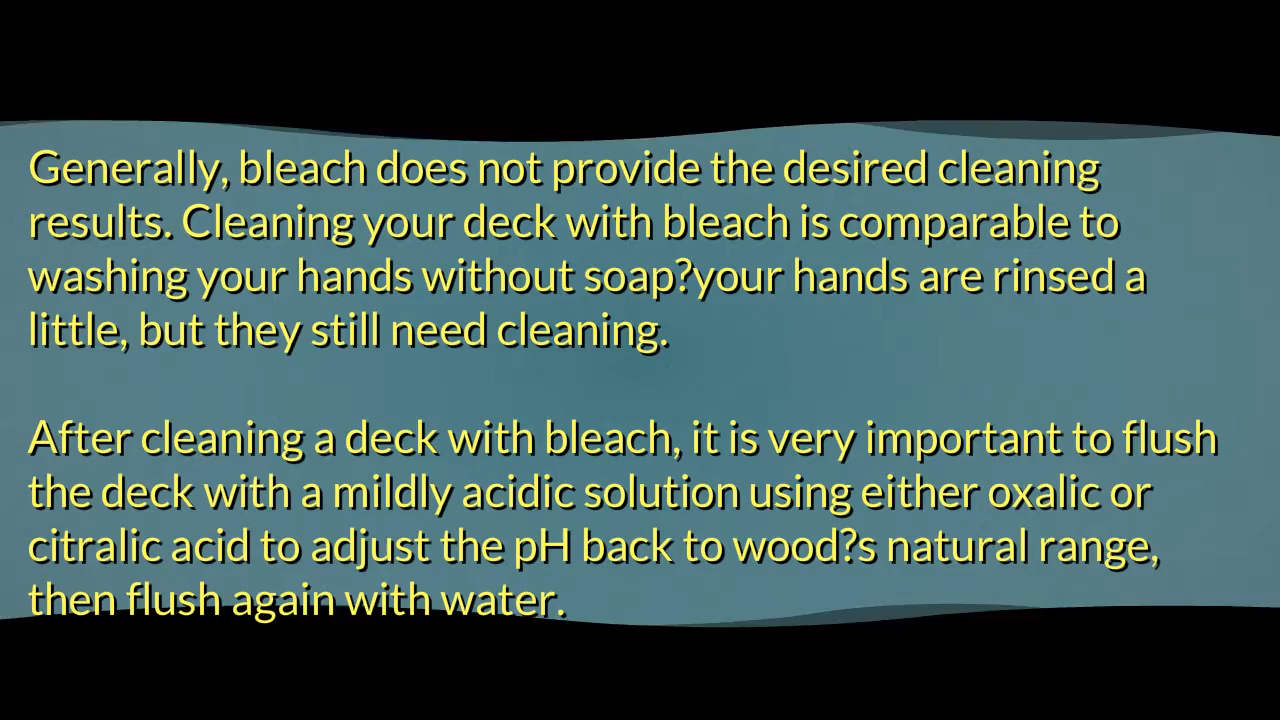 Generally, bleach does not provide the desired cleaning
results. Cleaning your deck with bleach is comparable to
washing your hands without soap?your hands are rinsed a
little, but they still need cleaning.
After cleaning a deck with bleach, it is very important to flush
the deck with a mildly acidic solution using either oxalic or
citralic acid to adjust the pH back to wood?s natural range,
then flush again with water.